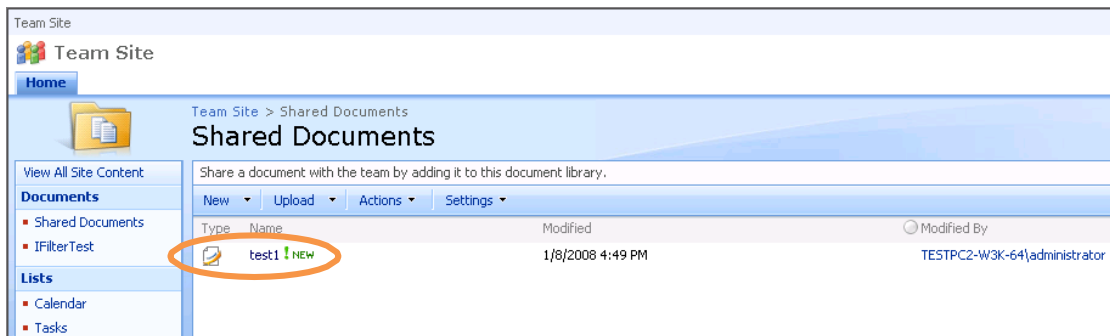 Team Site
Team Site
Home
Team Site > Shared Documents
Shared Documents
View All Site Content
Share a document with the team by adding it to this document library.
Documents
New Upload Actions Settings
Shared Documents
IFilterTest
Type Name Modified Modified By
test1 ! NEW 1/8/2008 4:49 PM TESTPC2-W3K-64\administrator
Lists
Calendar
Tasks